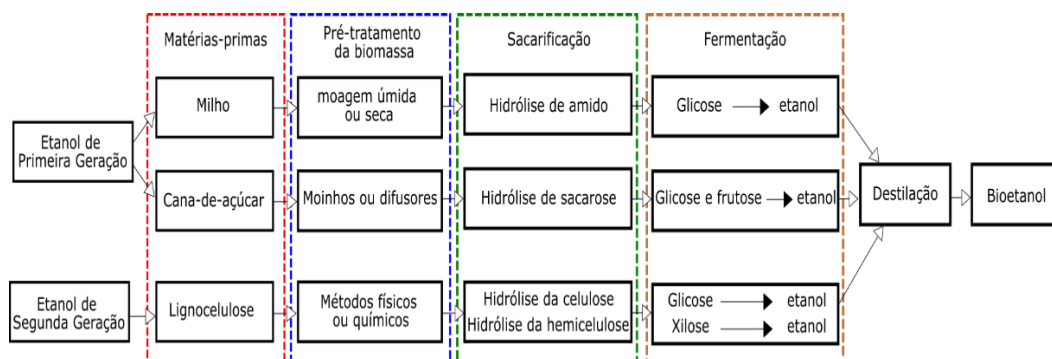 Matérias-primas
Pré-tratamento
da biomassa
Sacarificação
Fermentação
Etanol de
Primeira Geração
Milho
moagem úmida
ou seca
Hidrólise de amido
Glicose etanol
Cana-de-açúcar
Moinhos ou difusores
Hidrólise de sacarose
Glicose e frutose etanol
Destilação
Bioetanol
Etanol de
Segunda Geração
Lignocelulose
Métodos físicos
ou químicos
Hidrólise da celulose
Hidrólise da hemicelulose
Glicose etanol
Xilose etanol